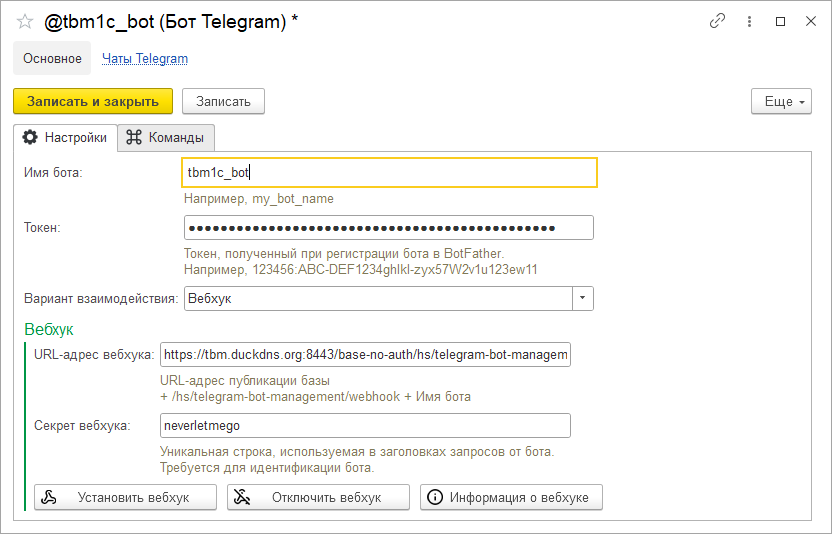 @tbm1c_bot (Бот Telegram) *
Основное Чаты Telegram
Записать и закрыть Записать Еще
Настройки Команды
Имя бота: tbm1c_bot
Например, my_bot_name
Токен: ●●●●●●●●●●●●●●●●●●●●●●●●●●●●●●●●●●●●●●●●●●●●●●
Токен, полученный при регистрации бота в BotFather.
Например, 123456:ABC-DEF1234ghlkl-zyx57W2v1u123ew11
Вариант взаимодействия: Вебхук
Вебхук
URL-адрес вебхука: https://tbm.duckdns.org:8443/base-no-auth/hs/telegram-bot-managem
URL-адрес публикации базы
+ /hs/telegram-bot-management/webhook + Имя бота
Секрет вебхука: neverletmego
Уникальная строка, используемая в заголовках запросов от бота.
Требуется для идентификации бота.
Установить вебхук Отключить вебхук Информация о вебхуке